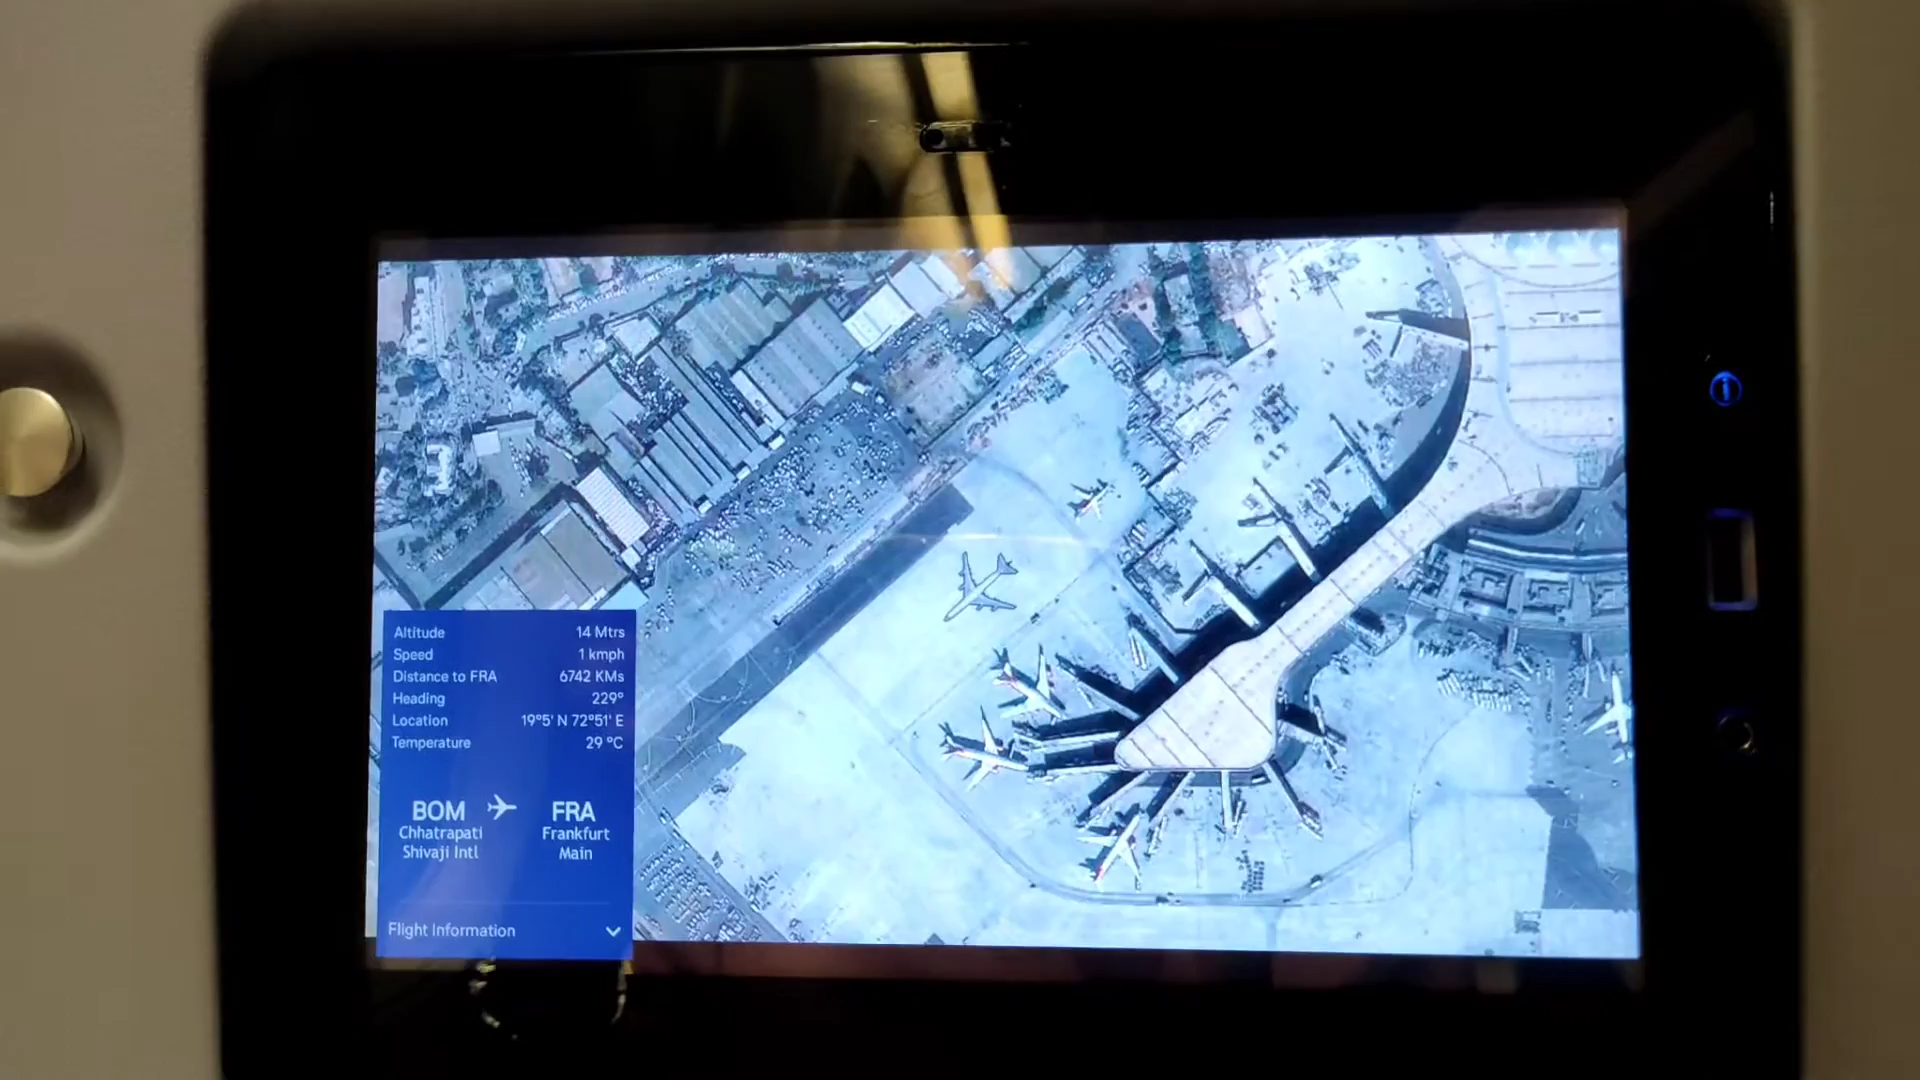 Altitude 14 Mtrs
Speed 1 kmph
Distance to FRA 6742 KMs
Heading 229°
Location 19°5' N 72°51' E
Temperature 29 °C
BOM FRA
Chhatrapati Frankfurt
Shivaji Intl Main
Flight Information